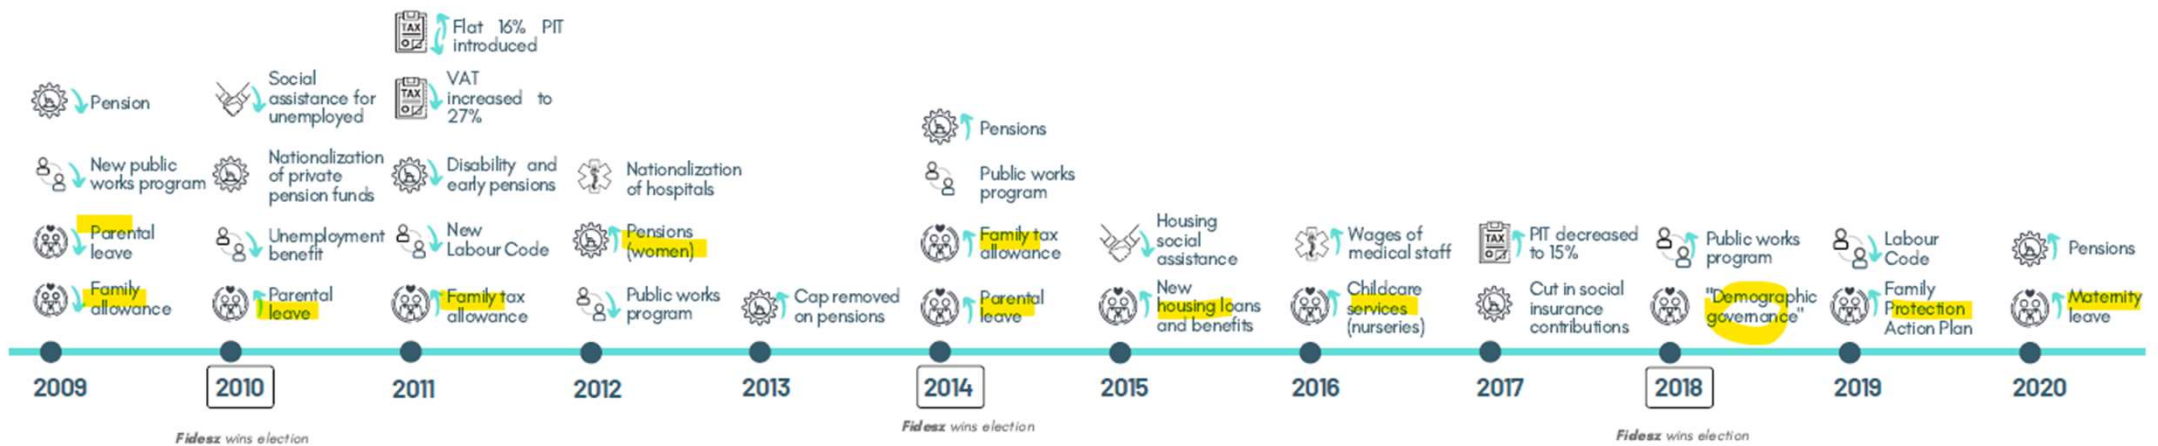 Pension
New public
works program
Parental
leave
Family
allowance
2009
Social
assistance for
unemployed
Nationalization
of private
pension funds
Unemployment
benefit
Parental
leave
2010
Fidesz wins election
TAX
Flat 16% PIT
introduced
TAX
VAT
increased to
27%
Disability and
early pensions
New
Labour Code
Family tax
allowance
2011
Nationalization
of hospitals
Pensions
(women)
Public works
program
2012
Cap removed
on pensions
2013
Pensions
Public works
program
Family tax
allowance
Parental
leave
2014
Fidesz wins election
Housing
social
assistance
New
housing loans
and benefits
2015
Wages of
medical staff
Childcare
services
(nurseries)
2016
TAX
PIT decreased
to 15%
Cut in social
insurance
contributions
2017
Public works
program
"Demographic
governance"
2018
Fidesz wins election
Labour
Code
Family
Protection
Action Plan
2019
Pensions
Maternity
leave
2020